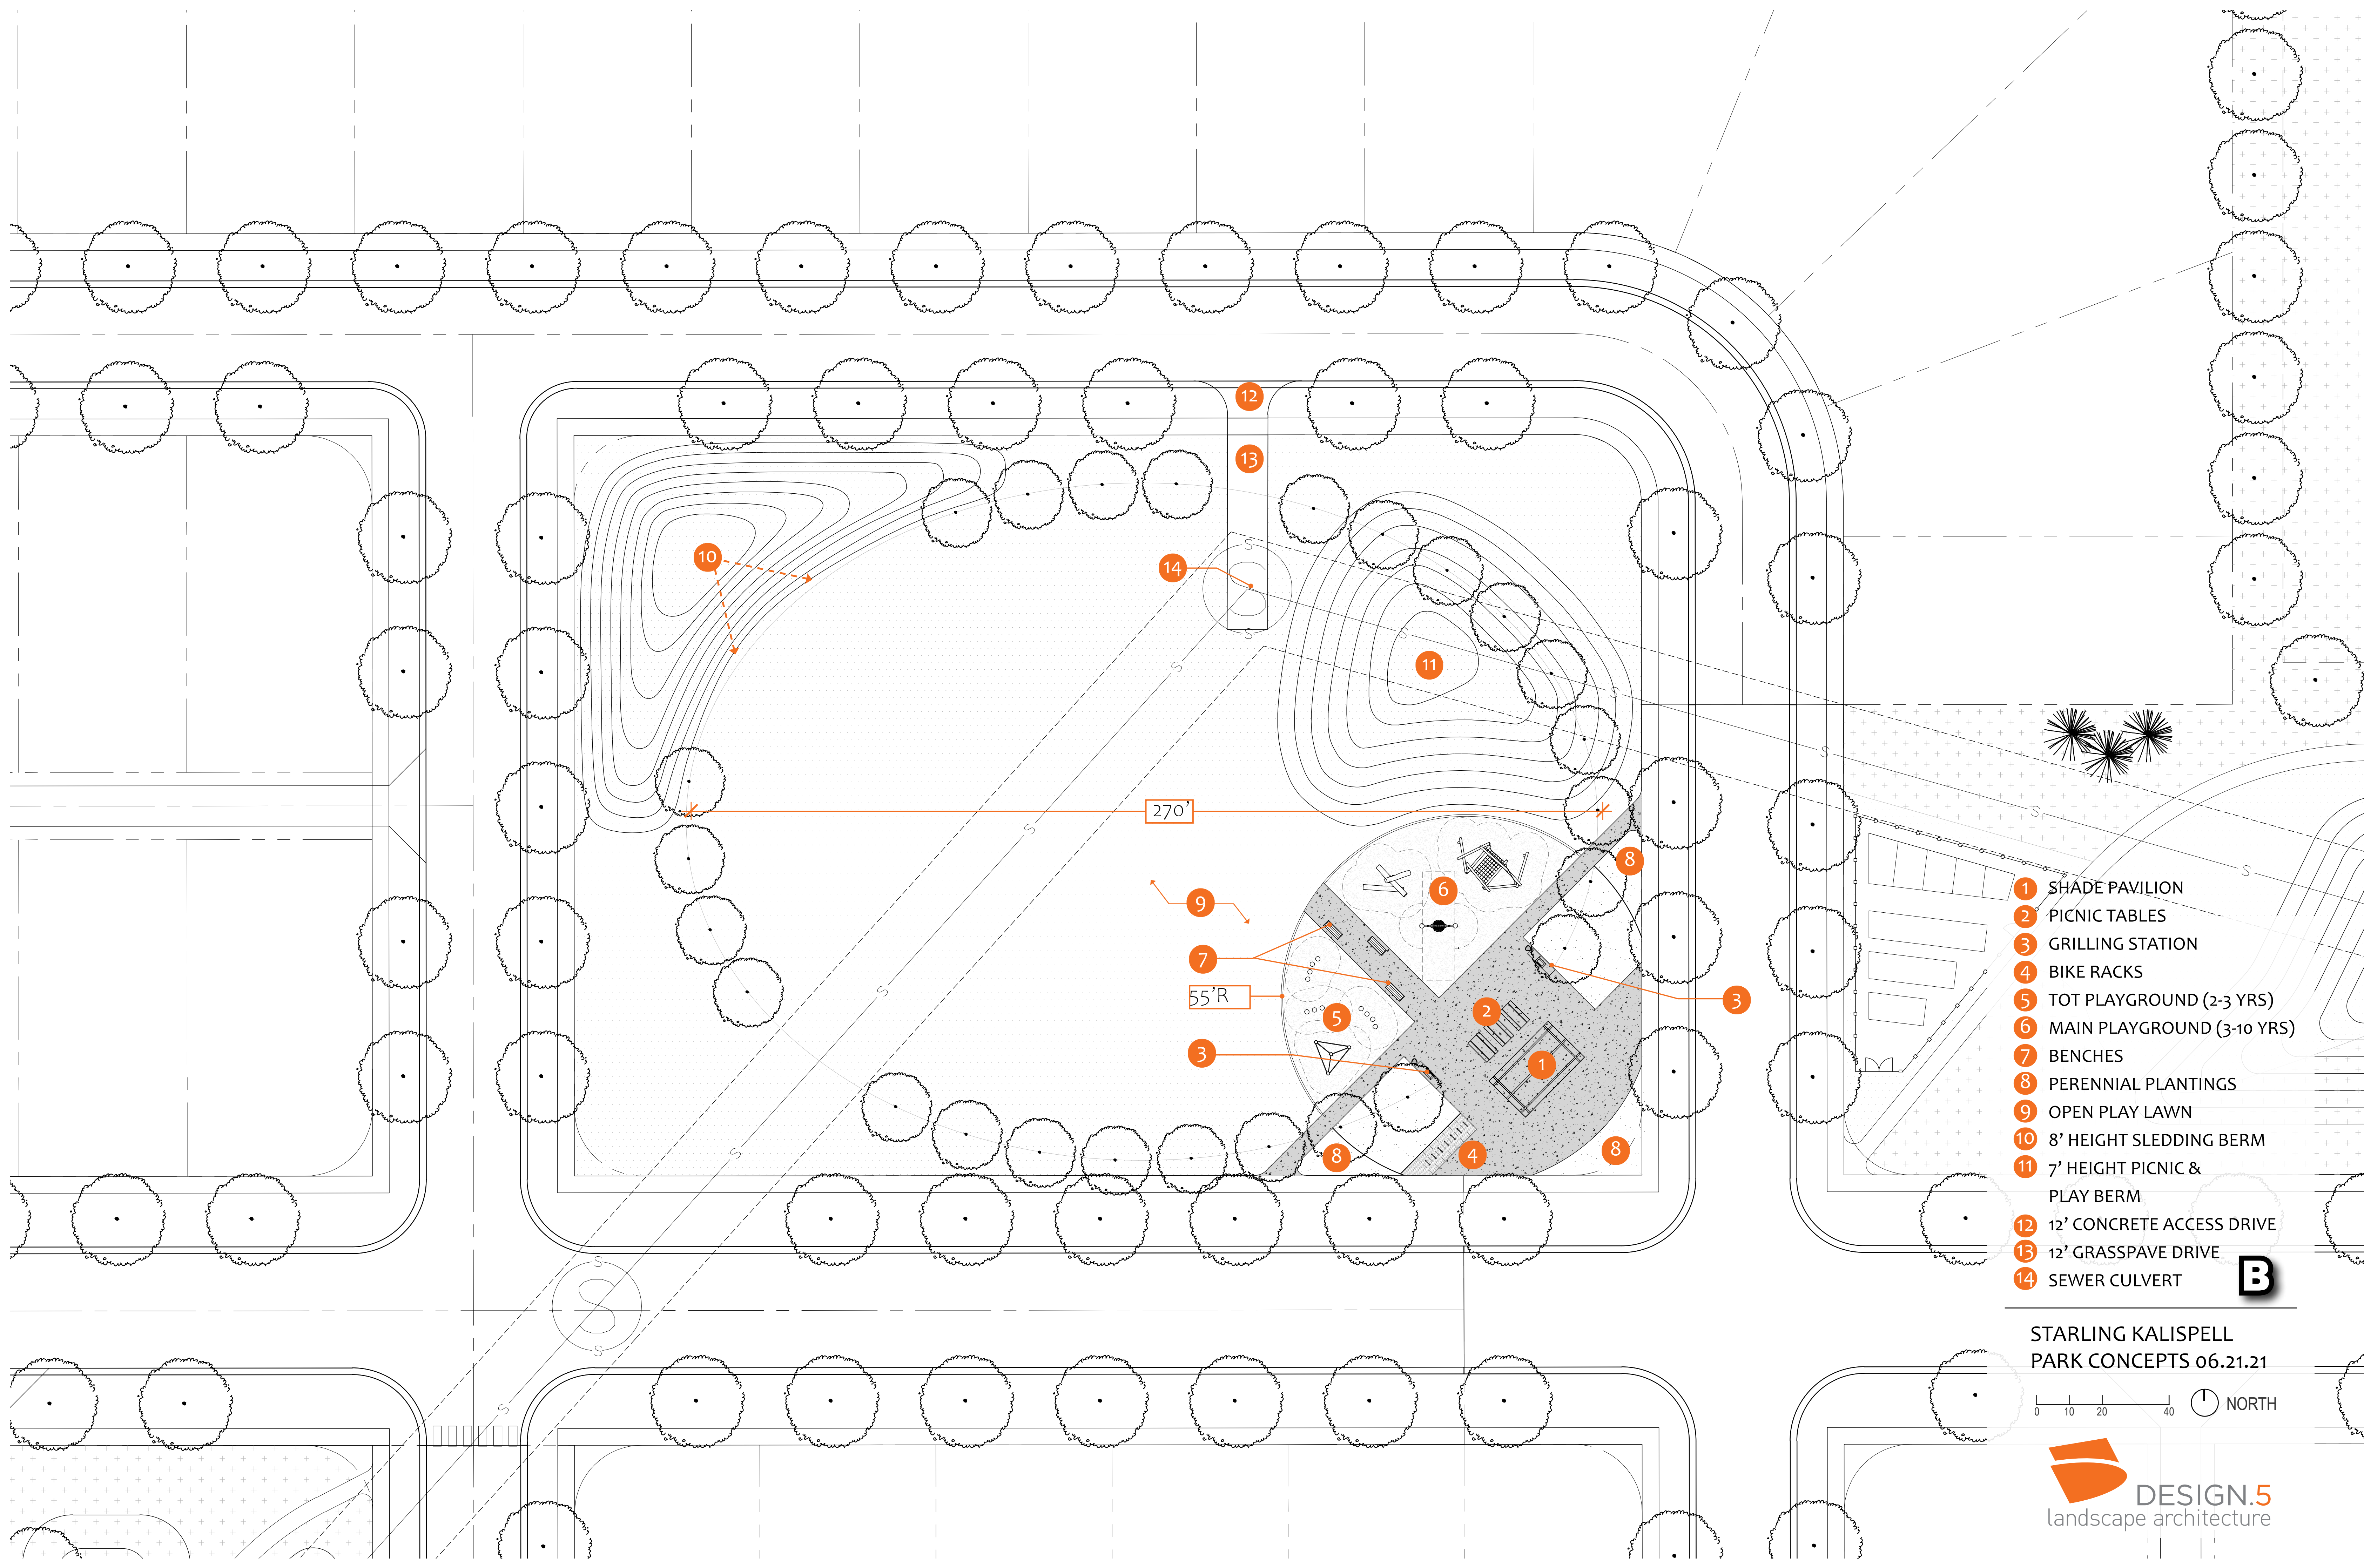 12
13
10
14
S
S
S
S
11
S
S
S
S
270'
S
S
8
6
9
7
S
55'R
3
2
5
3
1
S
8
4
8
S
S
S
S
1 SHADE PAVILION
2 PICNIC TABLES
3 GRILLING STATION
4 BIKE RACKS
5 TOT PLAYGROUND (2-3 YRS)
6 MAIN PLAYGROUND (3-10 YRS)
7 BENCHES
8 PERENNIAL PLANTINGS
9 OPEN PLAY LAWN
10 8' HEIGHT SLEDDING BERM
11 7' HEIGHT PICNIC &
PLAY BERM
12 12' CONCRETE ACCESS DRIVE
13 12' GRASSPAVE DRIVE
14 SEWER CULVERT
B
STARLING KALISPELL
PARK CONCEPTS 06.21.21
0 10 20 40
NORTH
DESIGN.5
landscape architecture